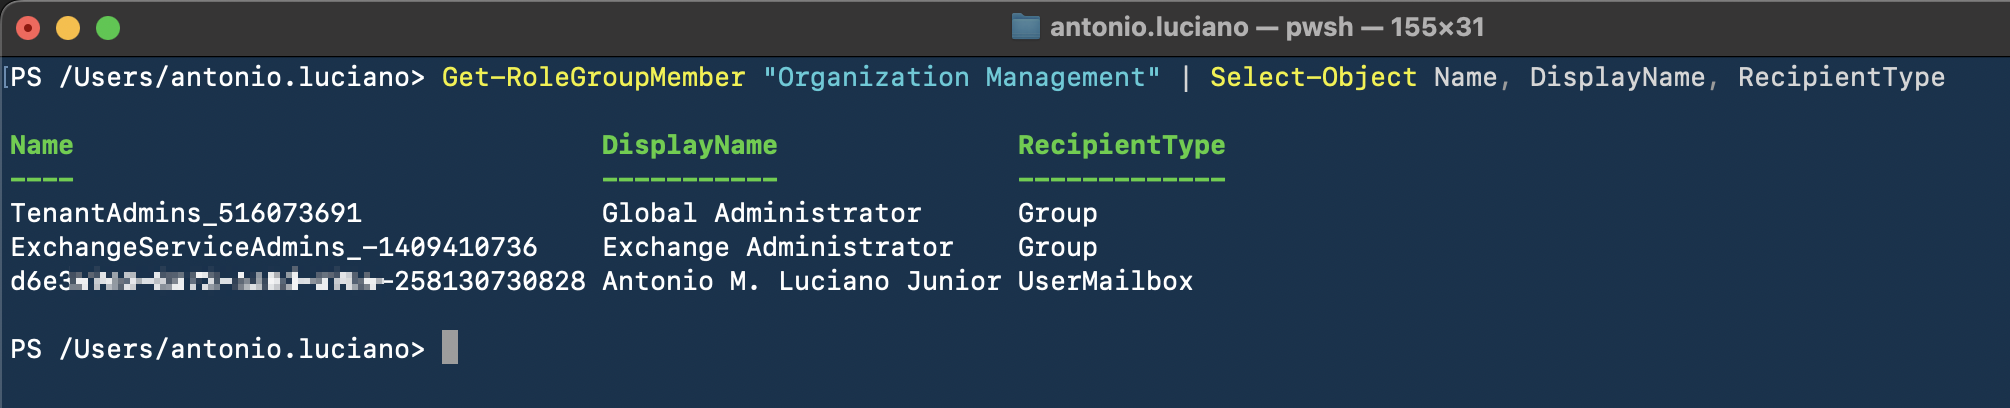 antonio.luciano — pwsh — 155×31
PS /Users/antonio.luciano> Get-RoleGroupMember "Organization Management" | Select-Object Name, DisplayName, RecipientType
Name DisplayName RecipientType
---- ----------- -------------
TenantAdmins_516073691 Global Administrator Group
ExchangeServiceAdmins_-1409410736 Exchange Administrator Group
d6e3 -258130730828 Antonio M. Luciano Junior UserMailbox
PS /Users/antonio.luciano>